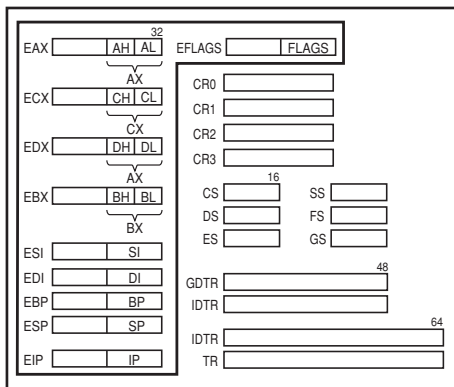 32
EAX AH AL EFLAGS FLAGS
AX
CR0
ECX CH CL CR1
CX
CR2
EDX DH DL CR3
AX
16
EBX BH BL CS SS
BX
DS FS
ES GS
ESI SI
48
EDI DI GDTR
EBP BP IDTR
ESP SP
64
IDTR
EIP IP TR